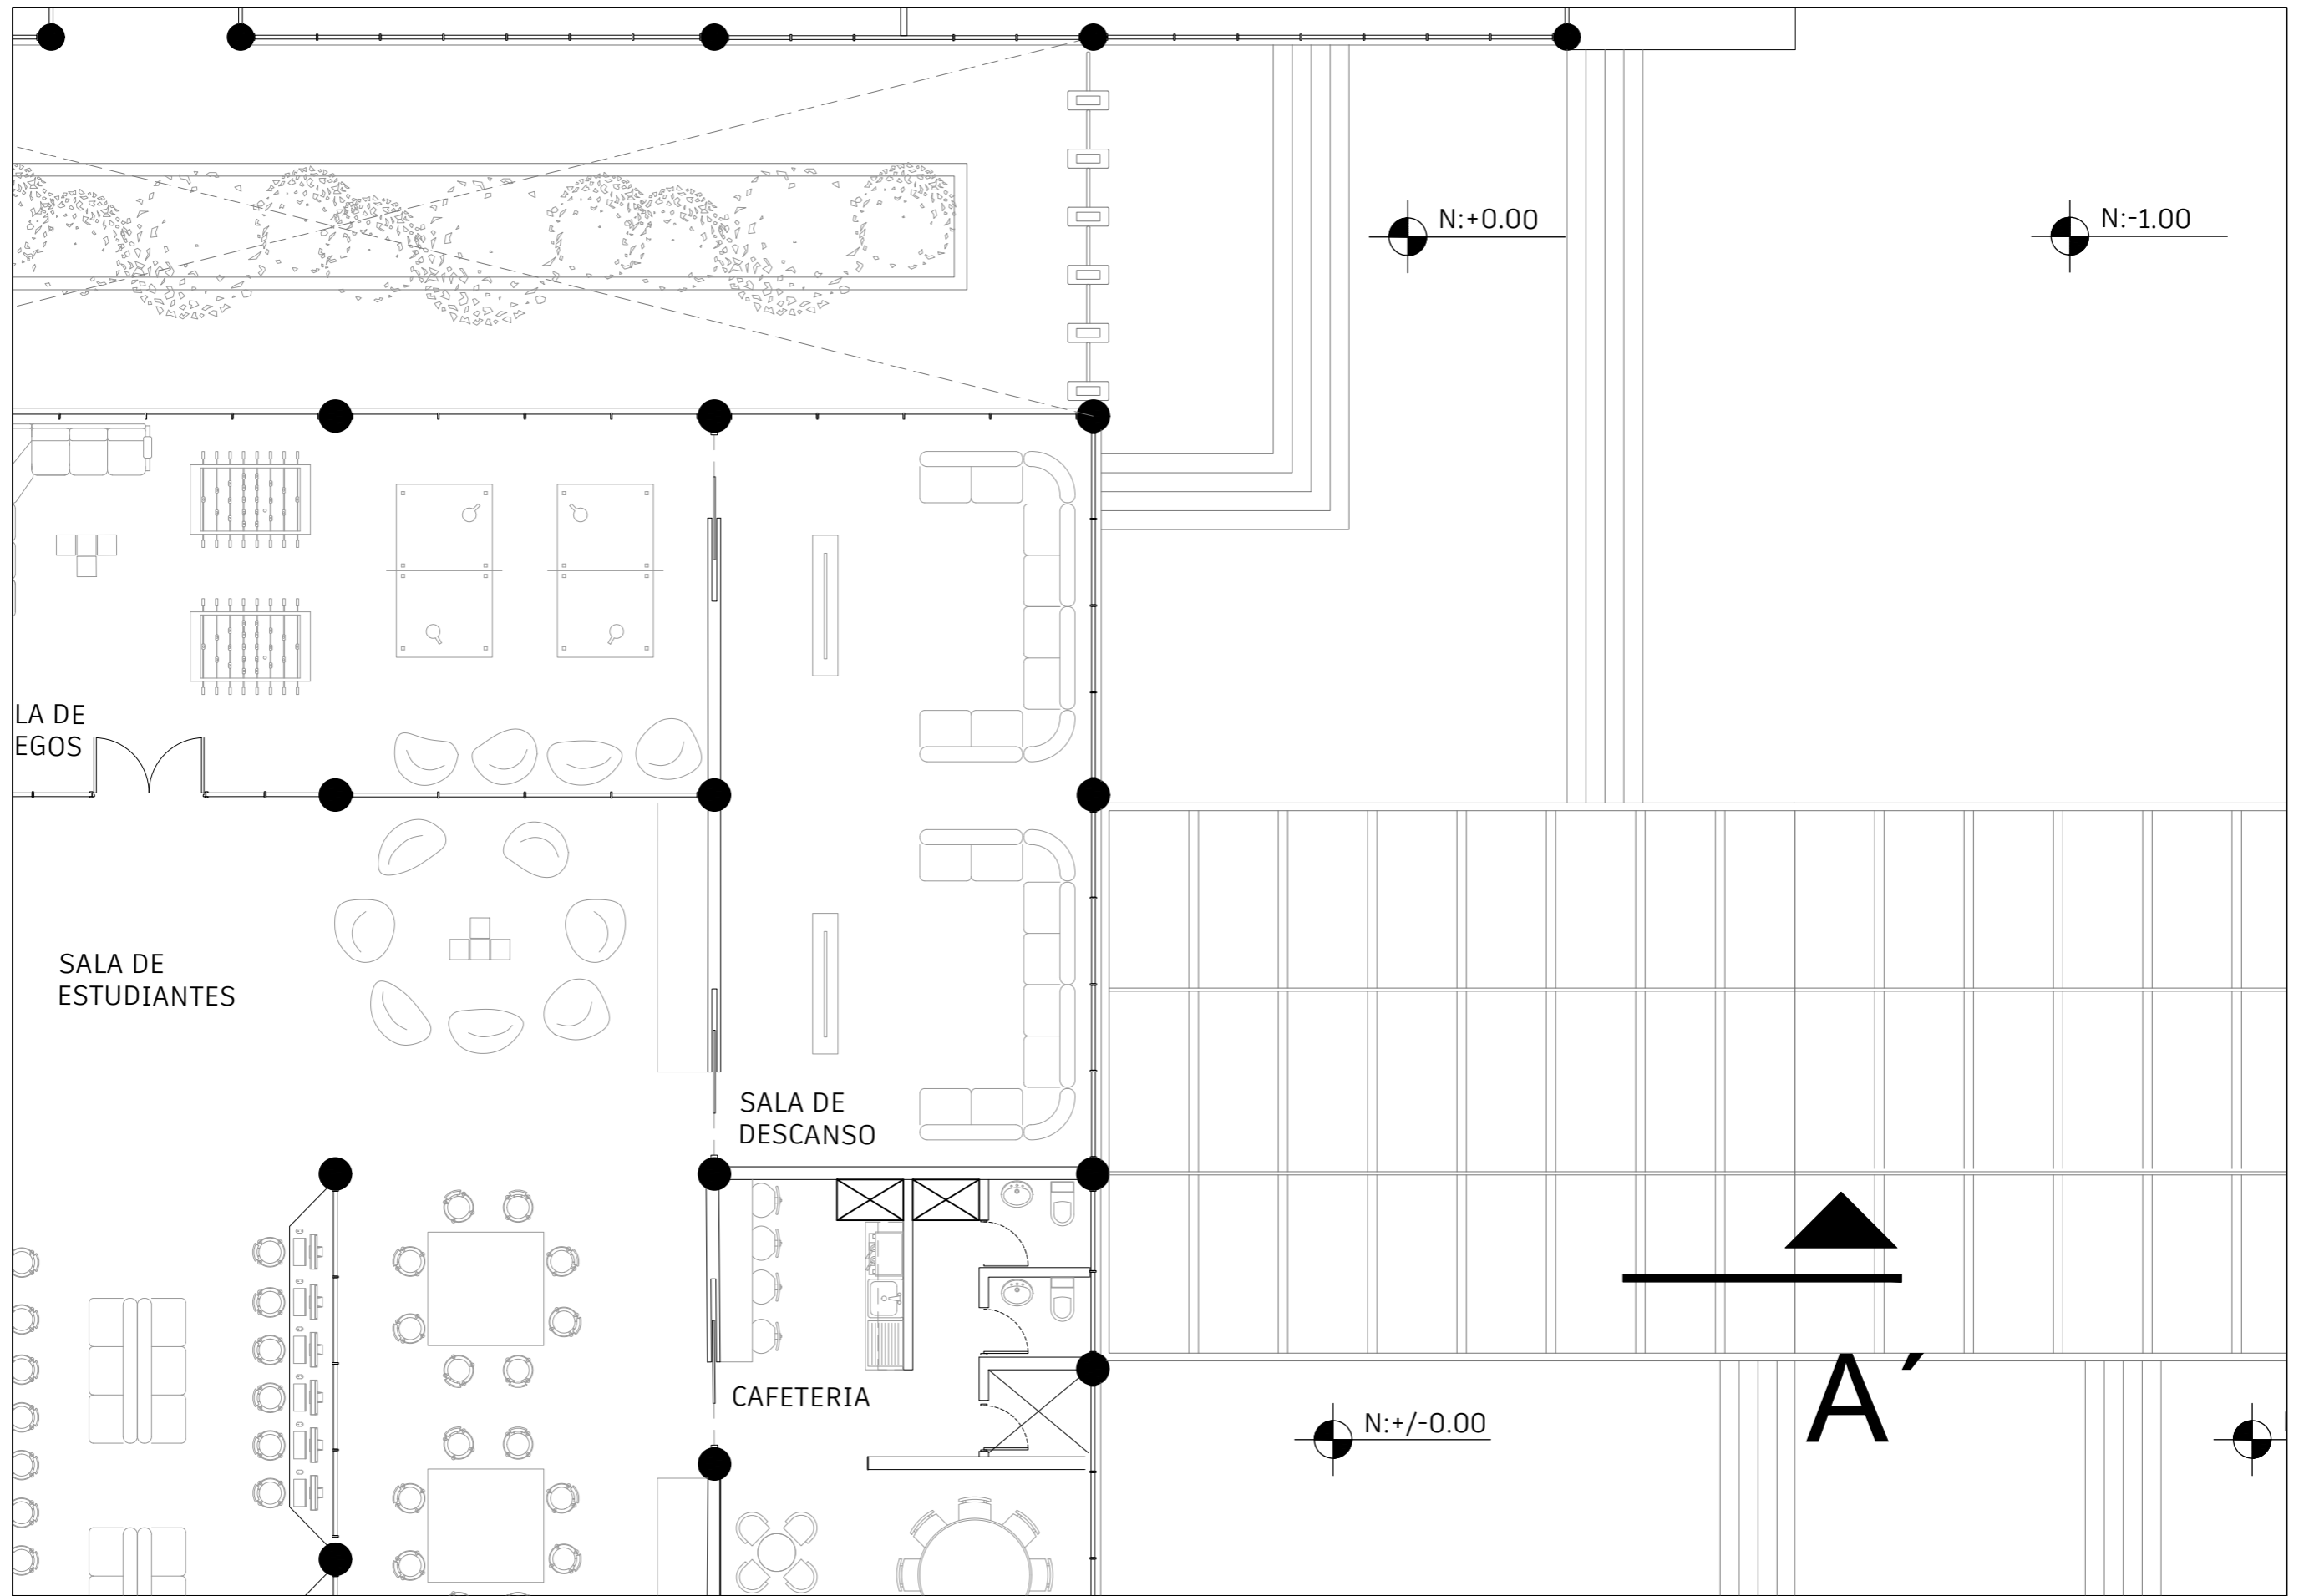 N:+0.00
N:-1.00
LA DE
EGOS
SALA DE
ESTUDIANTES
SALA DE
DESCANSO
CAFETERIA
A´
N:+/-0.00